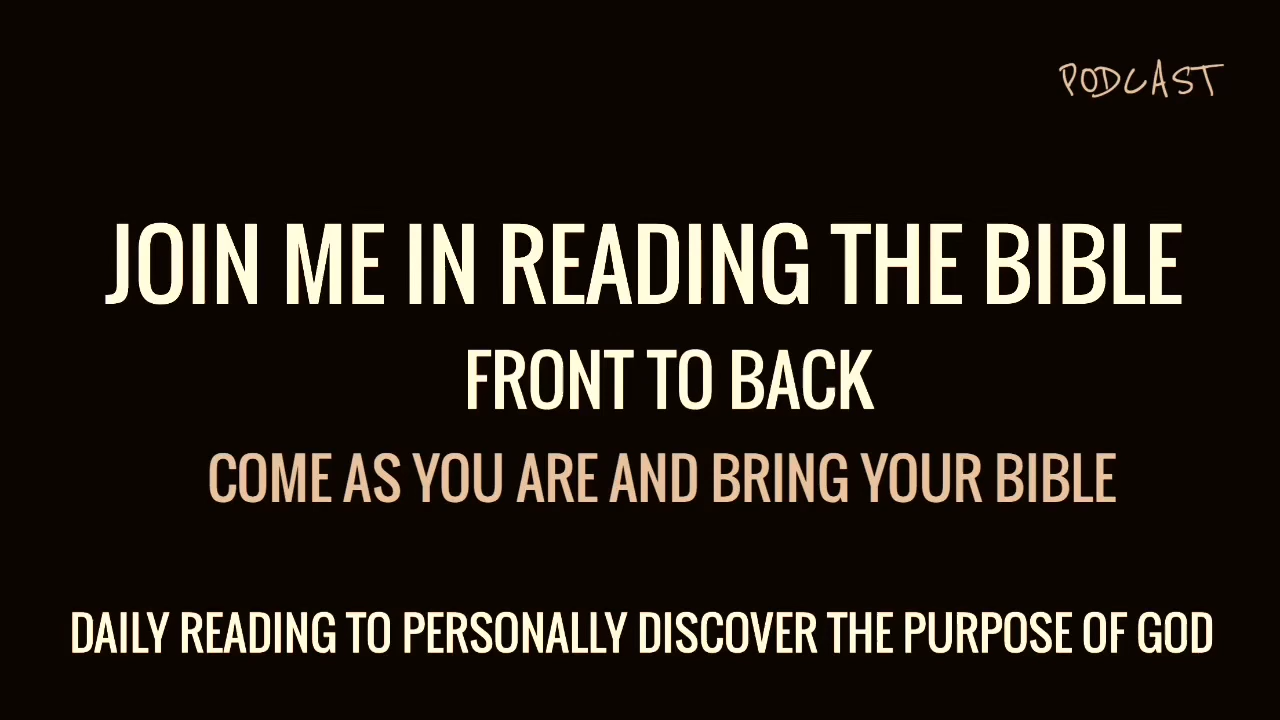 PODCAST
JOIN ME IN READING THE BIBLE
FRONT TO BACK
COME AS YOU ARE AND BRING YOUR BIBLE
DAILY READING TO PERSONALLY DISCOVER THE PURPOSE OF GOD